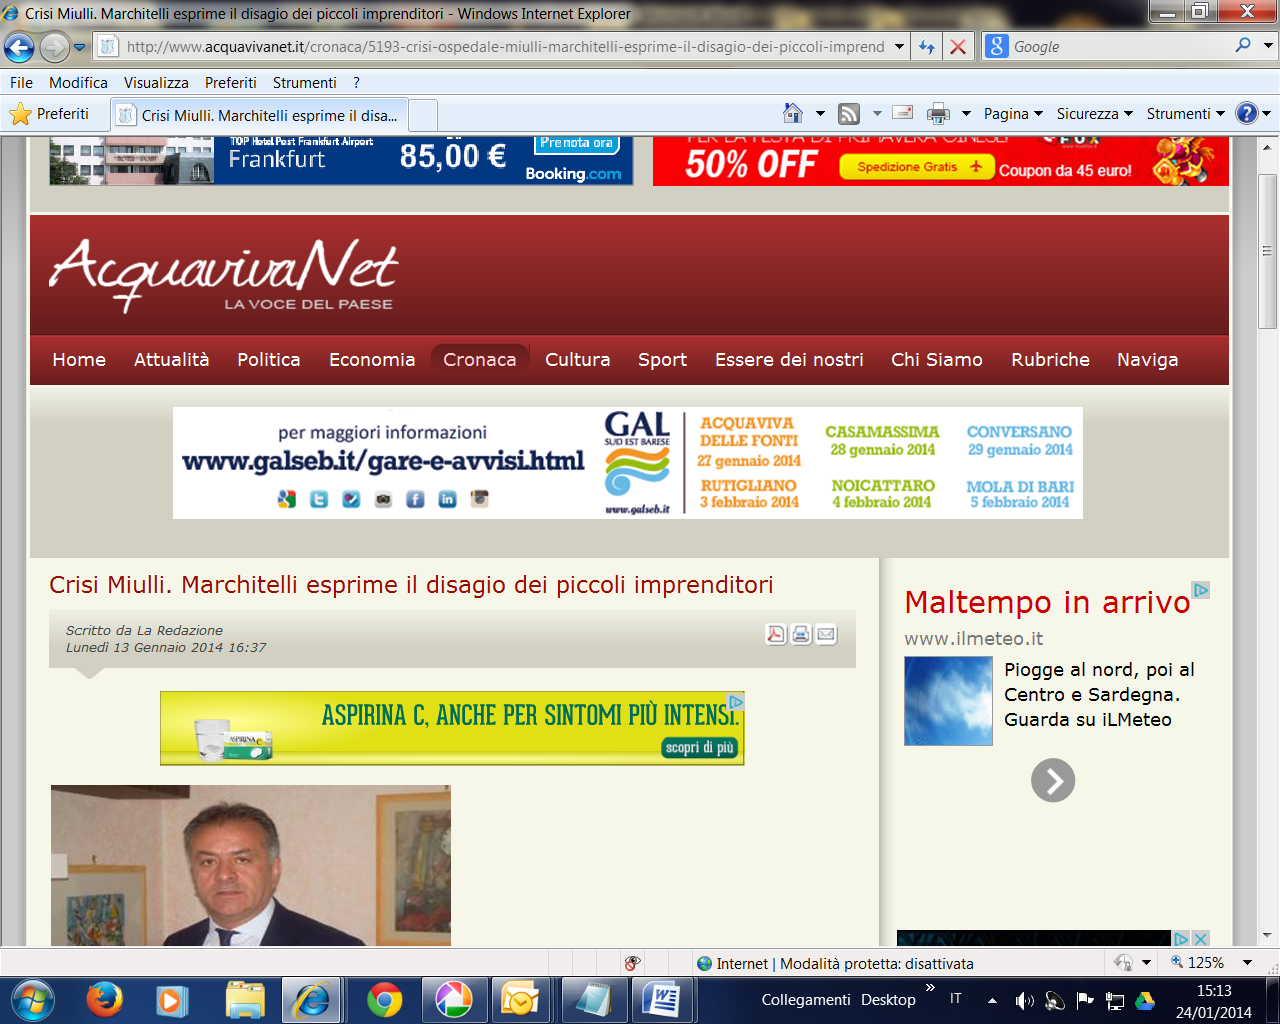 Crisi Miulli. Marchitelli esprime il disagio dei piccoli imprenditori - Windows Internet Explorer
http://www.acquavivanet.it/cronaca/5193-crisi-ospedale-miulli-marchitelli-esprime-il-disagio-dei-piccoli-imprend
Google
File Modifica Visualizza Preferiti Strumenti ?
Preferiti
Crisi Miulli. Marchitelli esprime il disa...
Pagina Sicurezza Strumenti
TOP Hotel Post Frankfurt Airport
Frankfurt
85,00 €
Prenota ora
Booking.com
PER LA FESTA DI PRIMAVERA CINESE
50% OFF
Spedizione Gratis
Coupon da 45 euro!
AcquavivaNet
LA VOCE DEL PAESE
Home Attualità Politica Economia Cronaca Cultura Sport Essere dei nostri Chi Siamo Rubriche Naviga
per maggiori informazioni
www.galseb.it/gare-e-avvisi.html
GAL
SUD EST BARESE
www.galseb.it
ACQUAVIVA
DELLE FONTI
27 gennaio 2014
CASAMASSIMA
28 gennaio 2014
CONVERSANO
29 gennaio 2014
RUTIGLIANO
3 febbraio 2014
NOICATTARO
4 febbraio 2014
MOLA DI BARI
5 febbraio 2014
Crisi Miulli. Marchitelli esprime il disagio dei piccoli imprenditori
Scritto da La Redazione
Lunedì 13 Gennaio 2014 16:37
ASPIRINA C, ANCHE PER SINTOMI PIÙ INTENSI.
ASPIRINA C
scopri di più
Maltempo in arrivo
www.ilmeteo.it
Piogge al nord, poi al
Centro e Sardegna.
Guarda su iLMeteo
Internet | Modalità protetta: disattivata
125%
Collegamenti Desktop
IT
15:13
24/01/2014